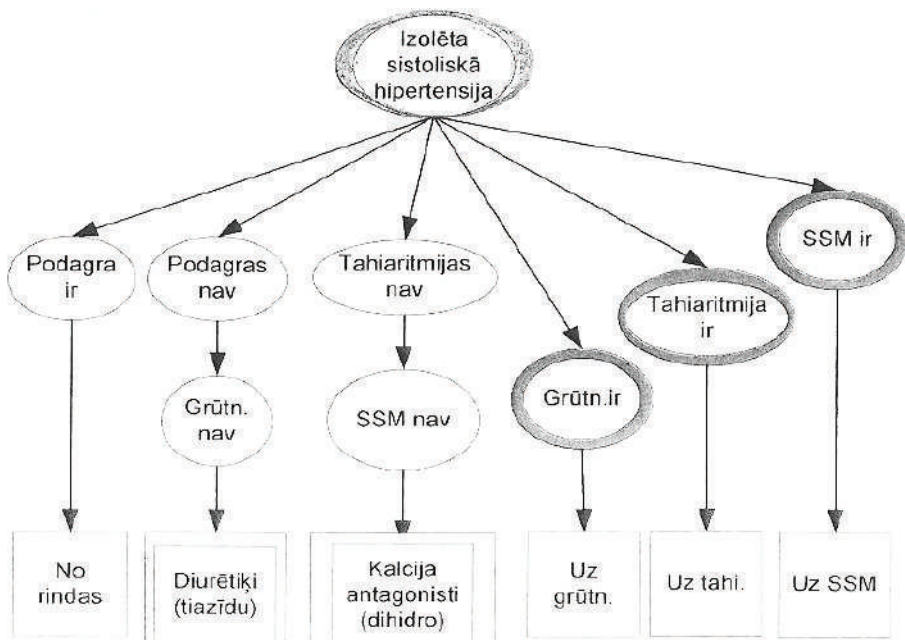 Izolēta
sistoliskā
hipertensija
SSM ir
Podagra
ir
Podagras
nav
Tahiaritmijas
nav
Tahiaritmija
ir
Grūtn.
nav
SSM nav
Grūtn.ir
No
rindas
Diurētiķi
(tiazīdu)
Kalcija
antagonisti
(dihidro)
Uz
grūtn.
Uz tahi.
Uz SSM